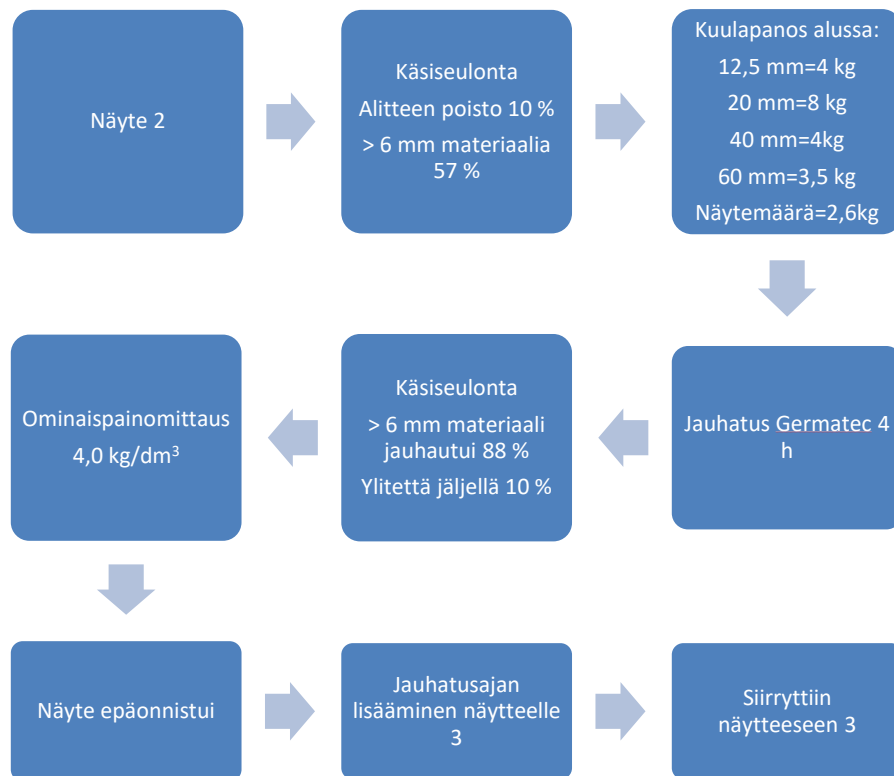 Näyte 2
Käsiseulonta
Alitteen poisto 10 %
> 6 mm materiaalia
57 %
Kuulapanos alussa:
12,5 mm=4 kg
20 mm=8 kg
40 mm=4kg
60 mm=3,5 kg
Näytemäärä=2,6kg
Jauhatus Germatec 4
h
Käsiseulonta
> 6 mm materiaali
jauhautui 88 %
Ylitettä jäljellä 10 %
Ominaispainomittaus
4,0 kg/dm³
Näyte epäonnistui
Jauhatusajan
lisääminen näytteelle
3
Siirryttiin
näytteeseen 3